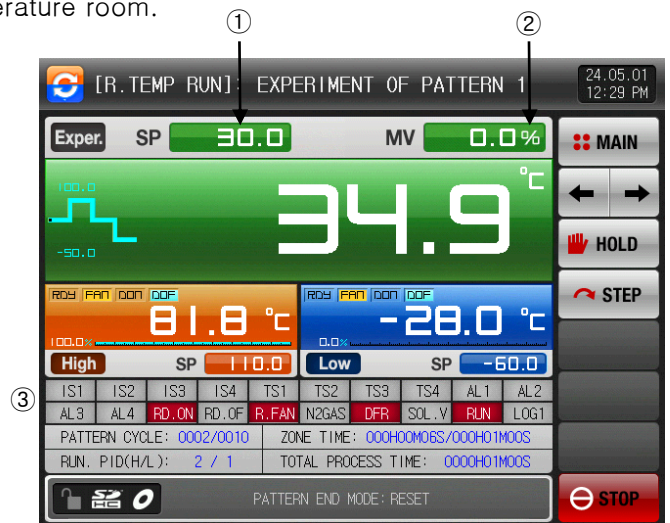 erature room.
① ②
[R.TEMP RUN]: EXPERIMENT OF PATTERN 1
24.05.01
12:29 PM
Exper. SP 30.0 MV 0.0%
MAIN
100.0
34.9 ℃
-50.0
HOLD
STEP
RDY FAN DON DOF
81.8 ℃
100.0%
High SP 110.0
RDY FAN DON DOF
-28.0 ℃
0.0%
Low SP -60.0
③
IS1 IS2 IS3 IS4 TS1 TS2 TS3 TS4 AL1 AL2
AL3 AL4 RD.ON RD.OF R.FAN N2GAS DFR SOL.V RUN LOG1
PATTERN CYCLE: 0002/0010 ZONE TIME: 000H00M06S/000H01M00S
RUN. PID(H/L): 2 / 1 TOTAL PROCESS TIME: 0000H01M00S
SD HC PATTERN END MODE: RESET
STOP